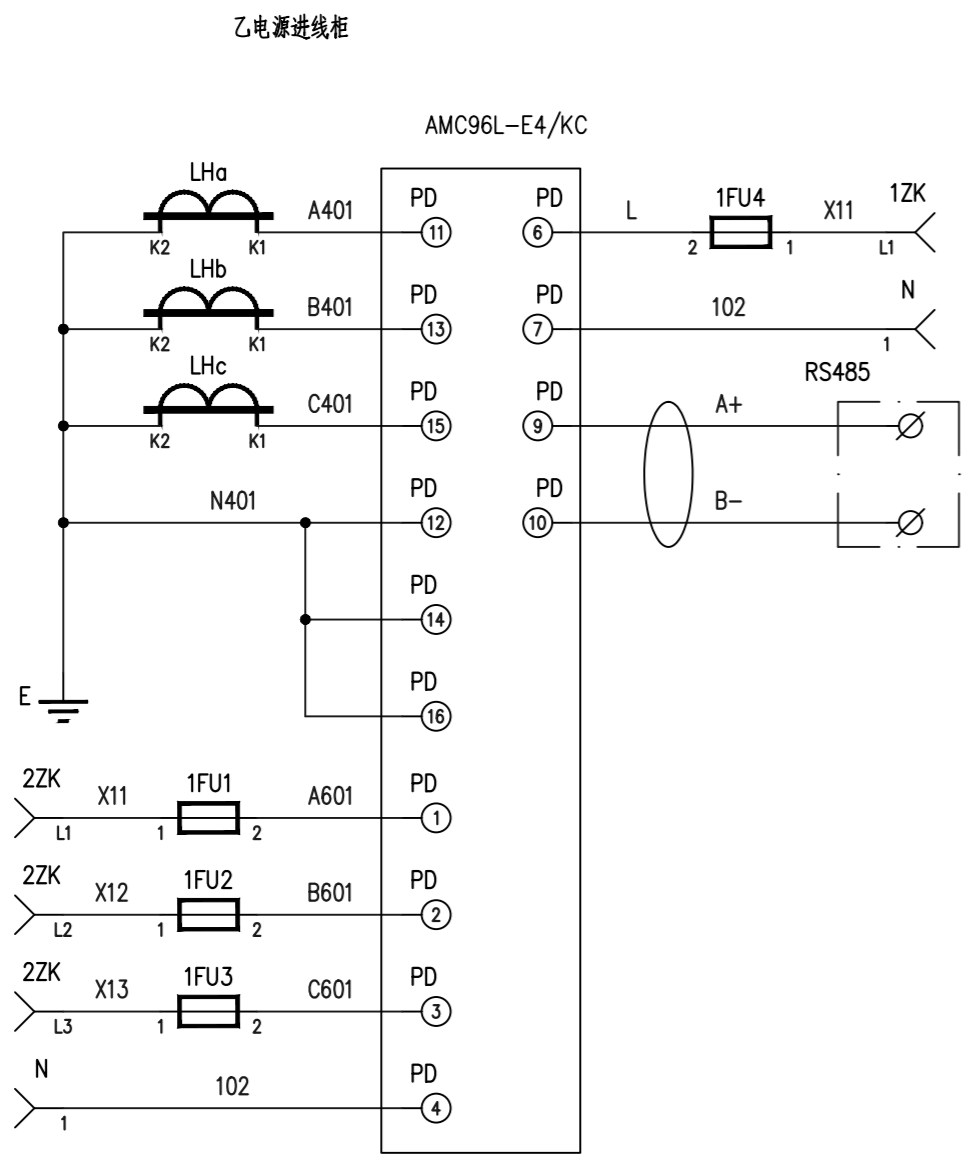 乙电源进线柜
AMC96L-E4/KC
LHa A401 PD PD L 1FU4 X11 1ZK
K2 K1 11 6 2 1 L1
LHb B401 PD PD 102 N
K2 K1 13 7 1
LHc C401 PD PD A+ RS485
K2 K1 15 9
N401 PD PD B-
12 10
PD
14
E PD
16
2ZK X11 1FU1 A601 PD
L1 1 2 1
2ZK X12 1FU2 B601 PD
L2 1 2 2
2ZK X13 1FU3 C601 PD
L3 1 2 3
N 102 PD
1 4